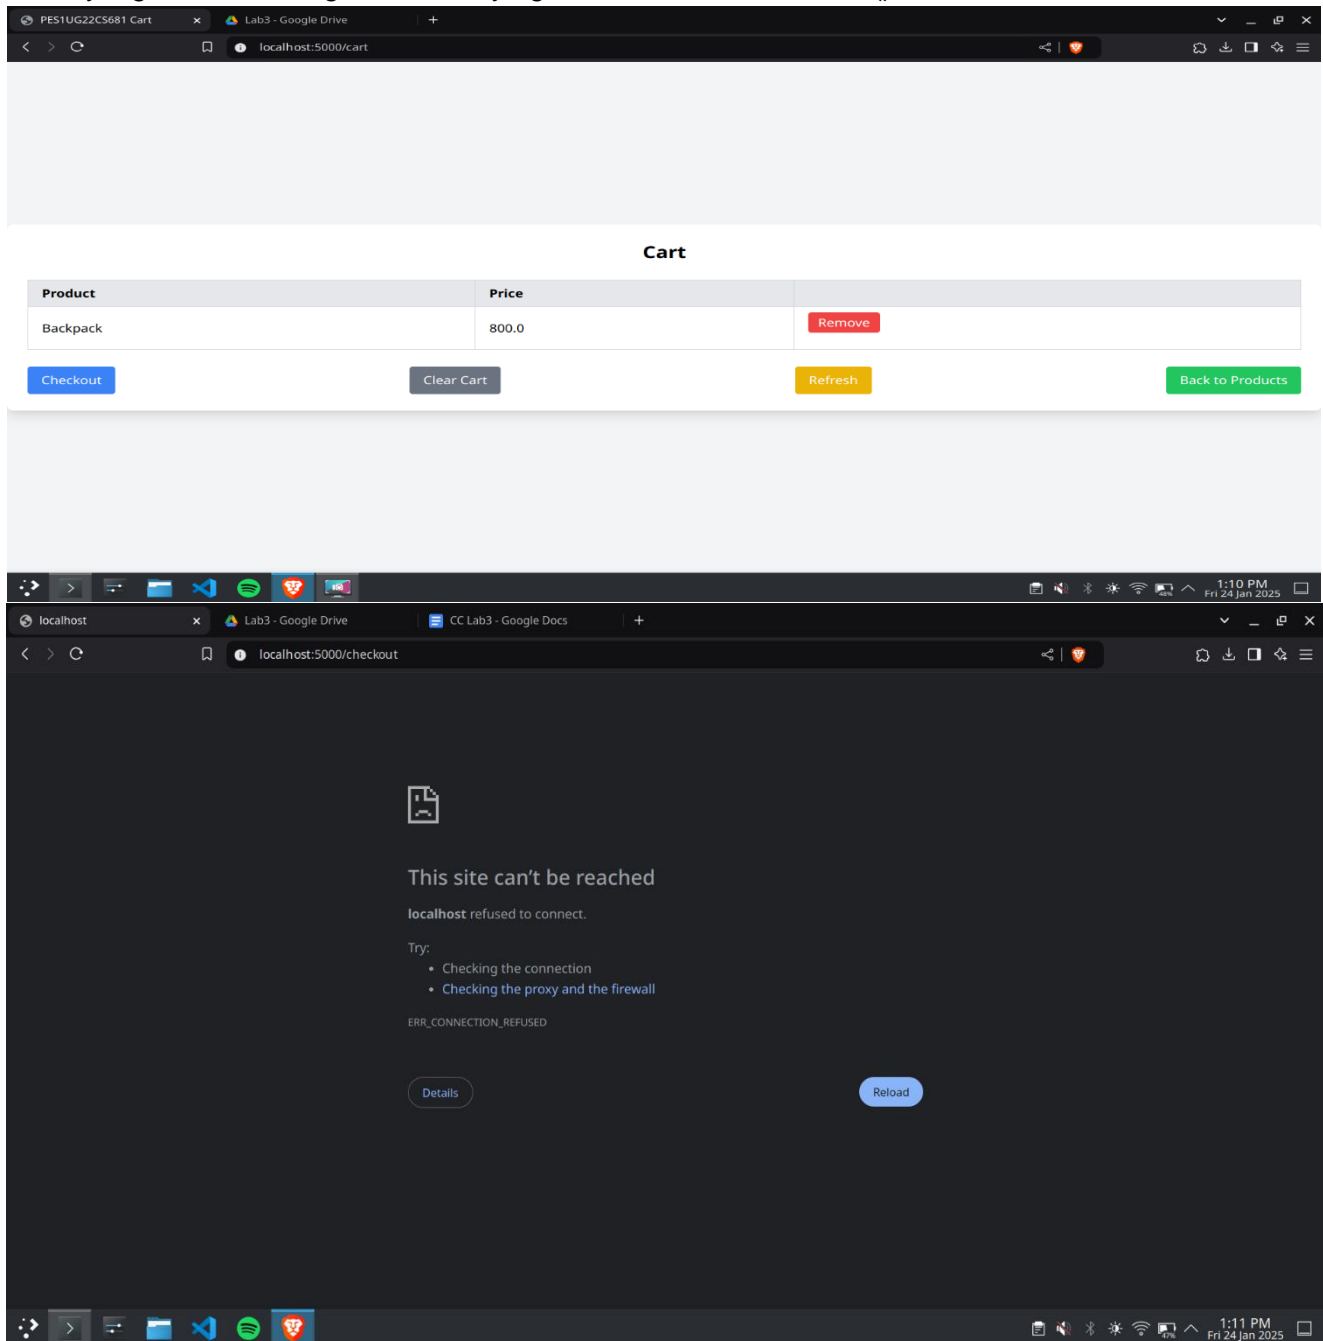 PES1UG22CS681 Cart
Lab3 - Google Drive
localhost:5000/cart
Cart
Product Price
Backpack 800.0 Remove
Checkout Clear Cart Refresh Back to Products
48%
1:10 PM
Fri 24 Jan 2025
localhost
Lab3 - Google Drive
CC Lab3 - Google Docs
localhost:5000/checkout
This site can’t be reached
localhost refused to connect.
Try:
• Checking the connection
• Checking the proxy and the firewall
ERR_CONNECTION_REFUSED
Details Reload
47%
1:11 PM
Fri 24 Jan 2025